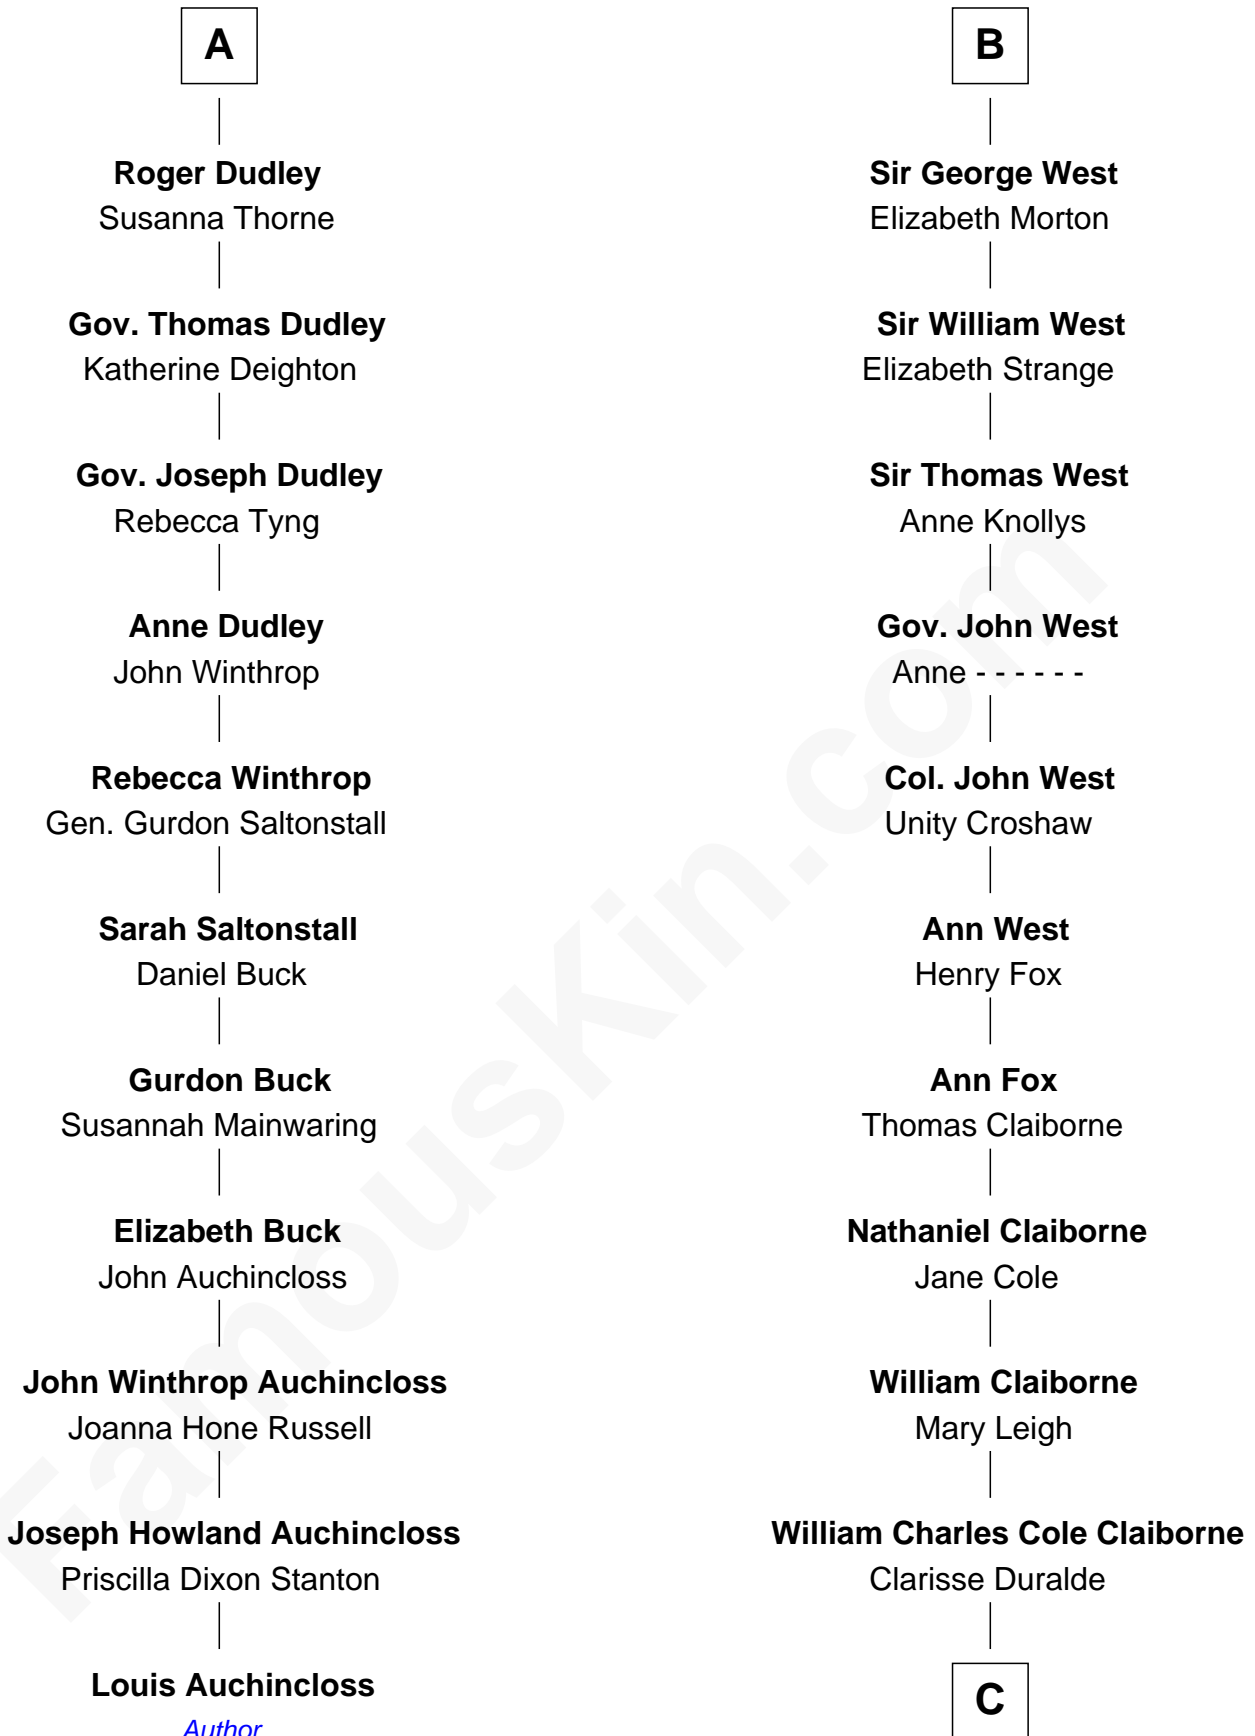 A
Roger Dudley
Susanna Thorne
Gov. Thomas Dudley
Katherine Deighton
Gov. Joseph Dudley
Rebecca Tyng
Anne Dudley
John Winthrop
Rebecca Winthrop
Gen. Gurdon Saltonstall
Sarah Saltonstall
Daniel Buck
Gurdon Buck
Susannah Mainwaring
Elizabeth Buck
John Auchincloss
John Winthrop Auchincloss
Joanna Hone Russell
Joseph Howland Auchincloss
Priscilla Dixon Stanton
Louis Auchincloss
Author
B
Sir George West
Elizabeth Morton
Sir William West
Elizabeth Strange
Sir Thomas West
Anne Knollys
Gov. John West
Anne - - - - - -
Col. John West
Unity Croshaw
Ann West
Henry Fox
Ann Fox
Thomas Claiborne
Nathaniel Claiborne
Jane Cole
William Claiborne
Mary Leigh
William Charles Cole Claiborne
Clarisse Duralde
C
FamousKin.com